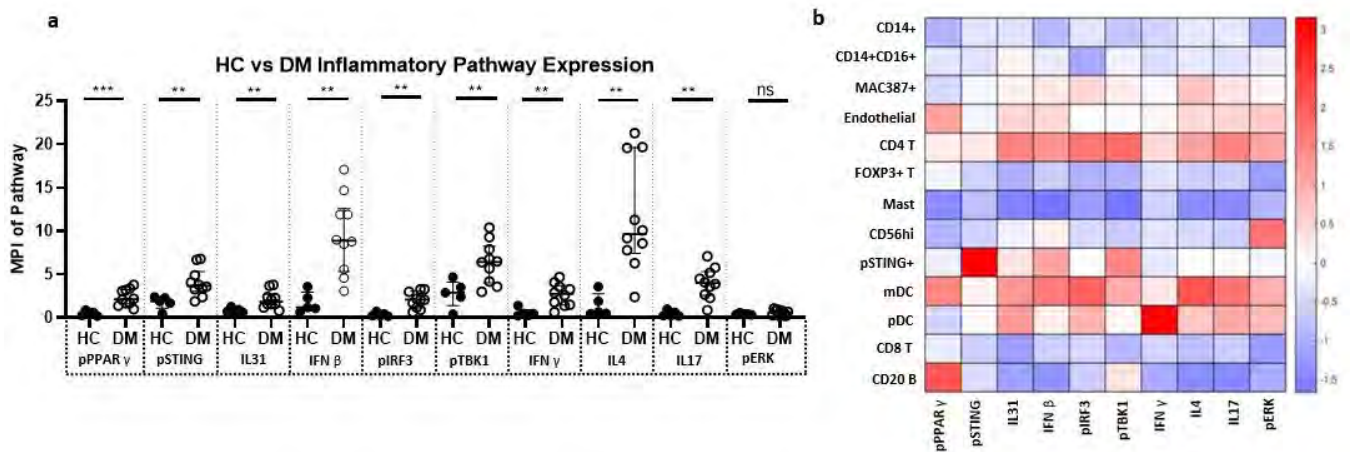 a
HC vs DM Inflammatory Pathway Expression
*** ** ** ** ** ** ** ** ** ns
MPI of Pathway
25
20
15
10
5
0
HC DM HC DM HC DM HC DM HC DM HC DM HC DM HC DM HC DM HC DM
pPPAR γ pSTING IL31 IFN β pIRF3 pTBK1 IFN γ IL4 IL17 pERK
b
CD14+
CD14+CD16+
MAC387+
Endothelial
CD4 T
FOXP3+ T
Mast
CD56hi
pSTING+
mDC
pDC
CD8 T
CD20 B
pPPAR γ
pSTING
IL31
IFN β
pIRF3
pTBK1
IFN γ
IL4
IL17
pERK
3
2.5
2
1.5
1
0.5
0
-0.5
-1
-1.5